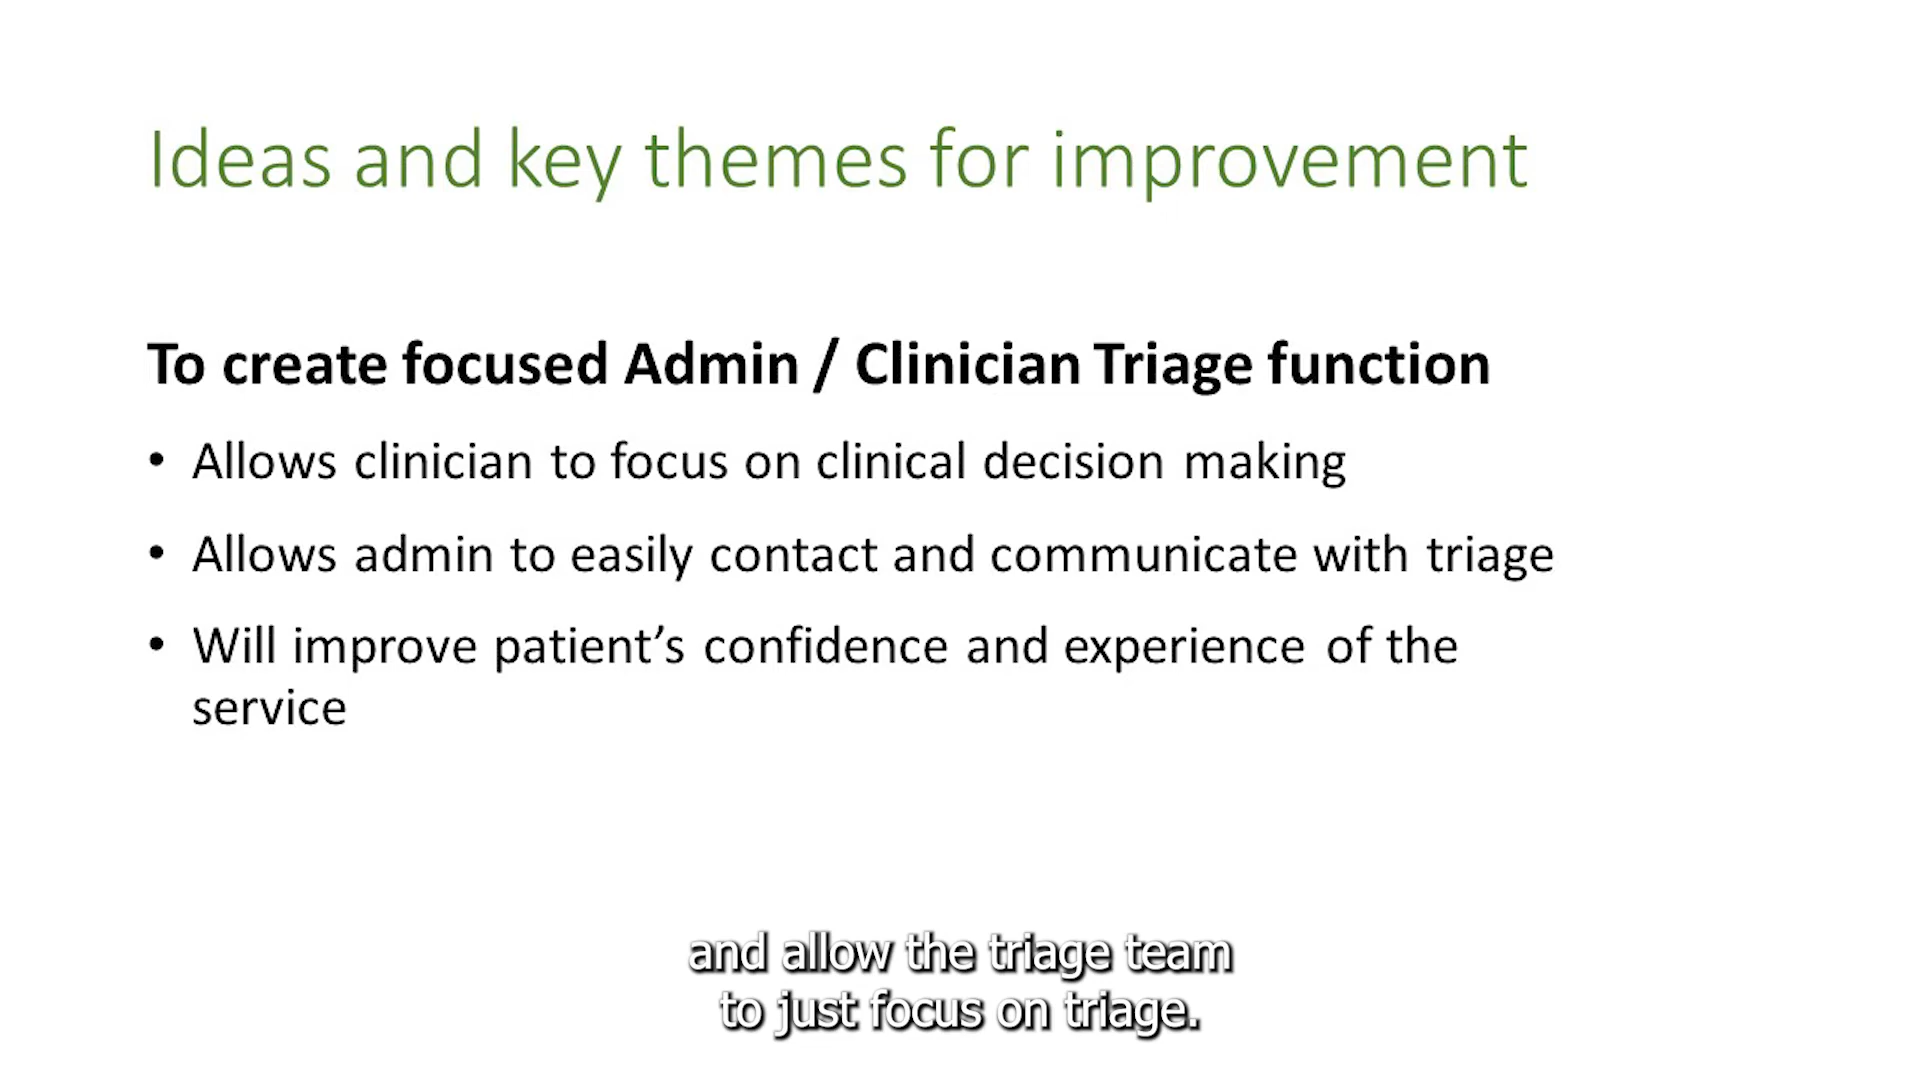 Ideas and key themes for improvement
To create focused Admin / Clinician Triage function
• Allows clinician to focus on clinical decision making
• Allows admin to easily contact and communicate with triage
• Will improve patient’s confidence and experience of the
service
and allow the triage team
to just focus on triage.